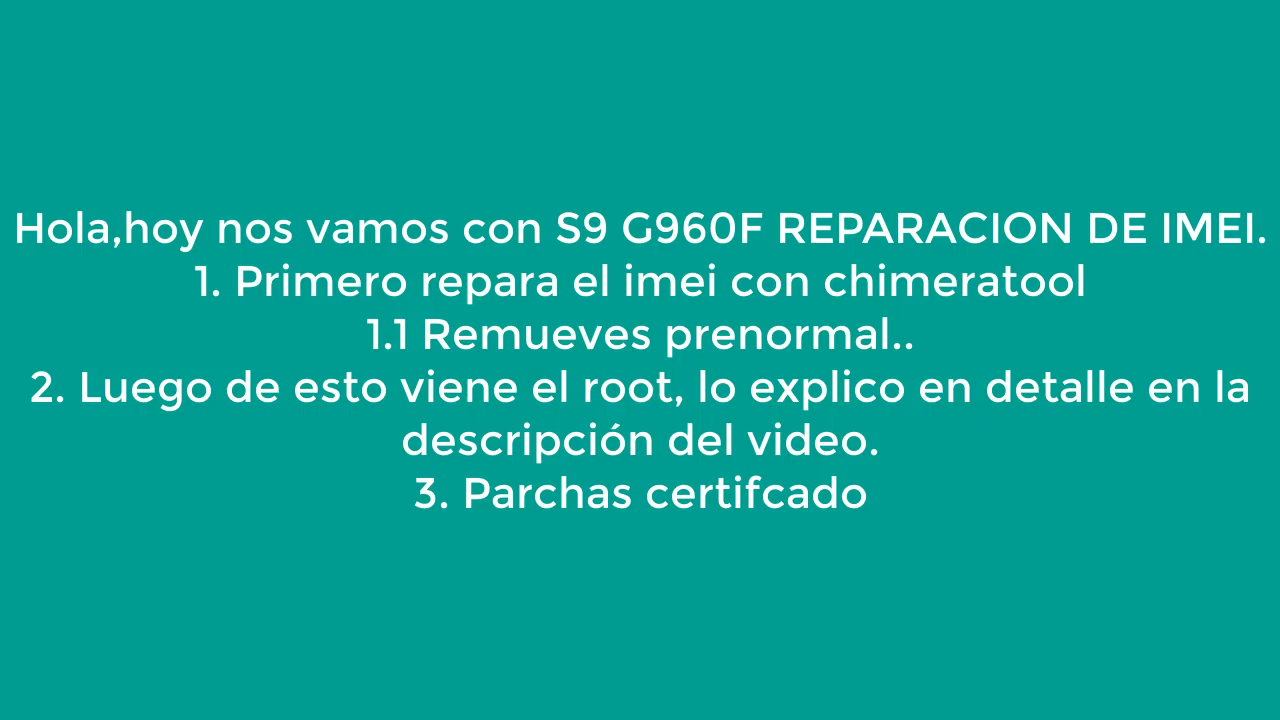 Hola,hoy nos vamos con S9 G960F REPARACION DE IMEI.
1. Primero repara el imei con chimeratool
1.1 Remueves prenormal..
2. Luego de esto viene el root, lo explico en detalle en la
descripción del video.
3. Parchas certifcado